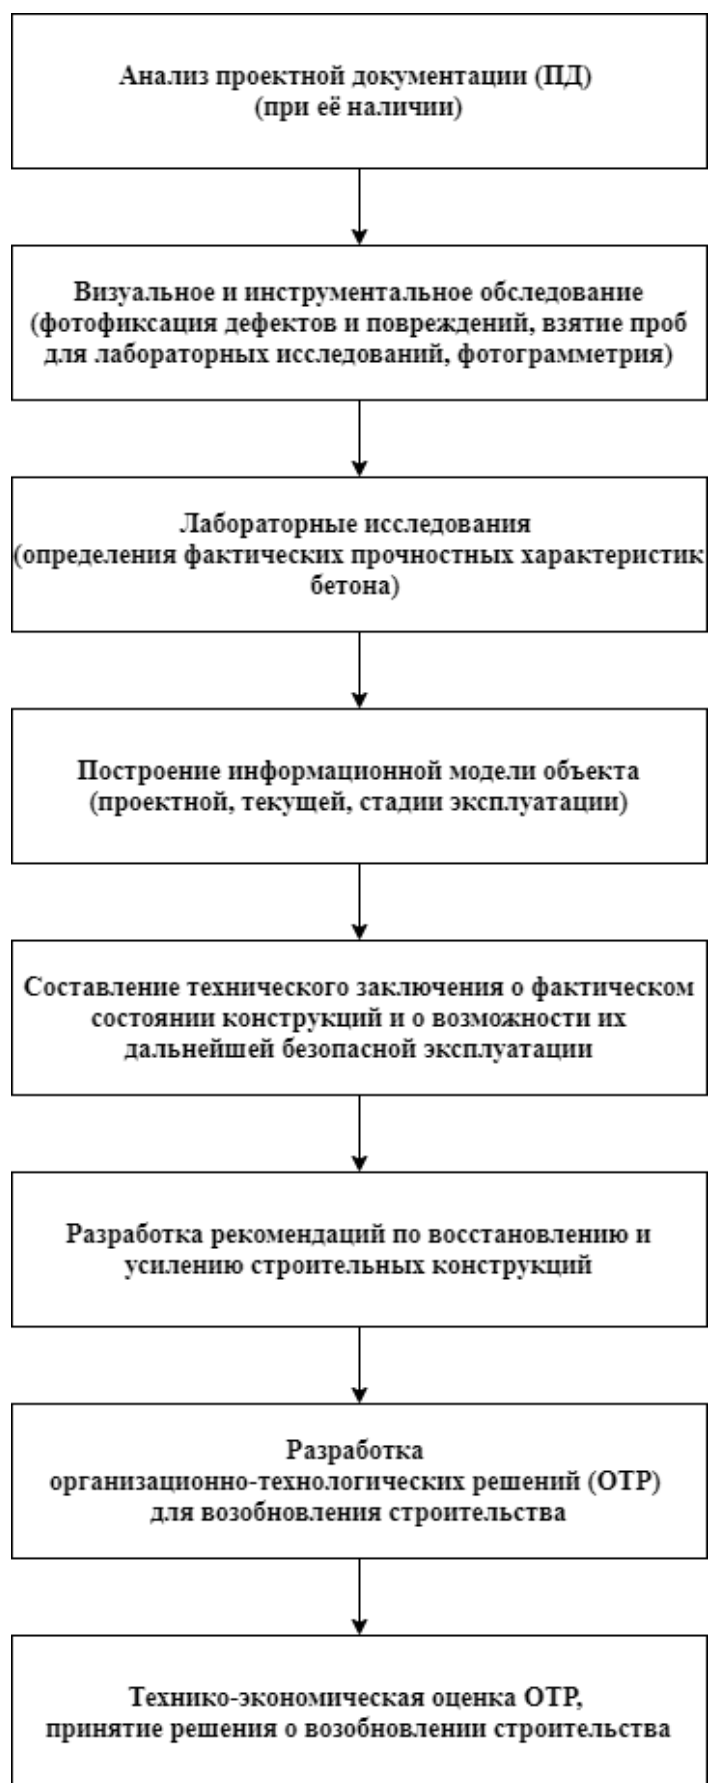 Анализ проектной документации (ПД)
(при её наличии)
Визуальное и инструментальное обследование
(фотофиксация дефектов и повреждений, взятие проб
для лабораторных исследований, фотограмметрия)
Лабораторные исследования
(определения фактических прочностных характеристик
бетона)
Построение информационной модели объекта
(проектной, текущей, стадии эксплуатации)
Составление технического заключения о фактическом
состоянии конструкций и о возможности их
дальнейшей безопасной эксплуатации
Разработка рекомендаций по восстановлению и
усилению строительных конструкций
Разработка
организационно-технологических решений (ОТР)
для возобновления строительства
Технико-экономическая оценка ОТР,
принятие решения о возобновлении строительства